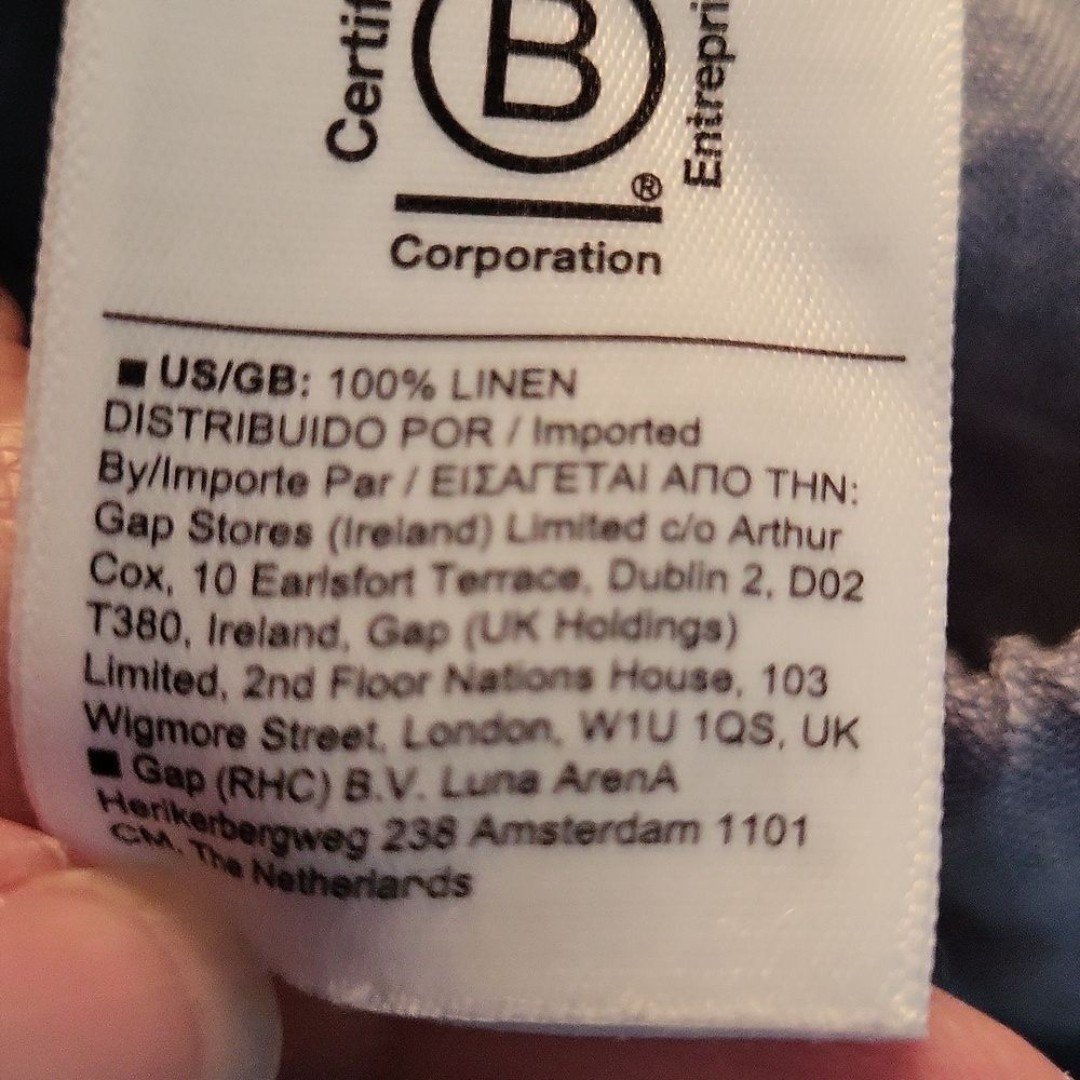 Certif
B
Entrepri
®
Corporation
■ US/GB: 100% LINEN
DISTRIBUIDO POR / Imported
By/Importe Par / ΕΙΣΑΓΕΤΑΙ ΑΠΟ ΤΗΝ:
Gap Stores (Ireland) Limited c/o Arthur
Cox, 10 Earlsfort Terrace, Dublin 2, D02
T380, Ireland, Gap (UK Holdings)
Limited, 2nd Floor Nations House, 103
Wigmore Street, London, W1U 1QS, UK
■ Gap (RHC) B.V. Luna ArenA
Herikerbergweg 238 Amsterdam 1101
CM, The Netherlands